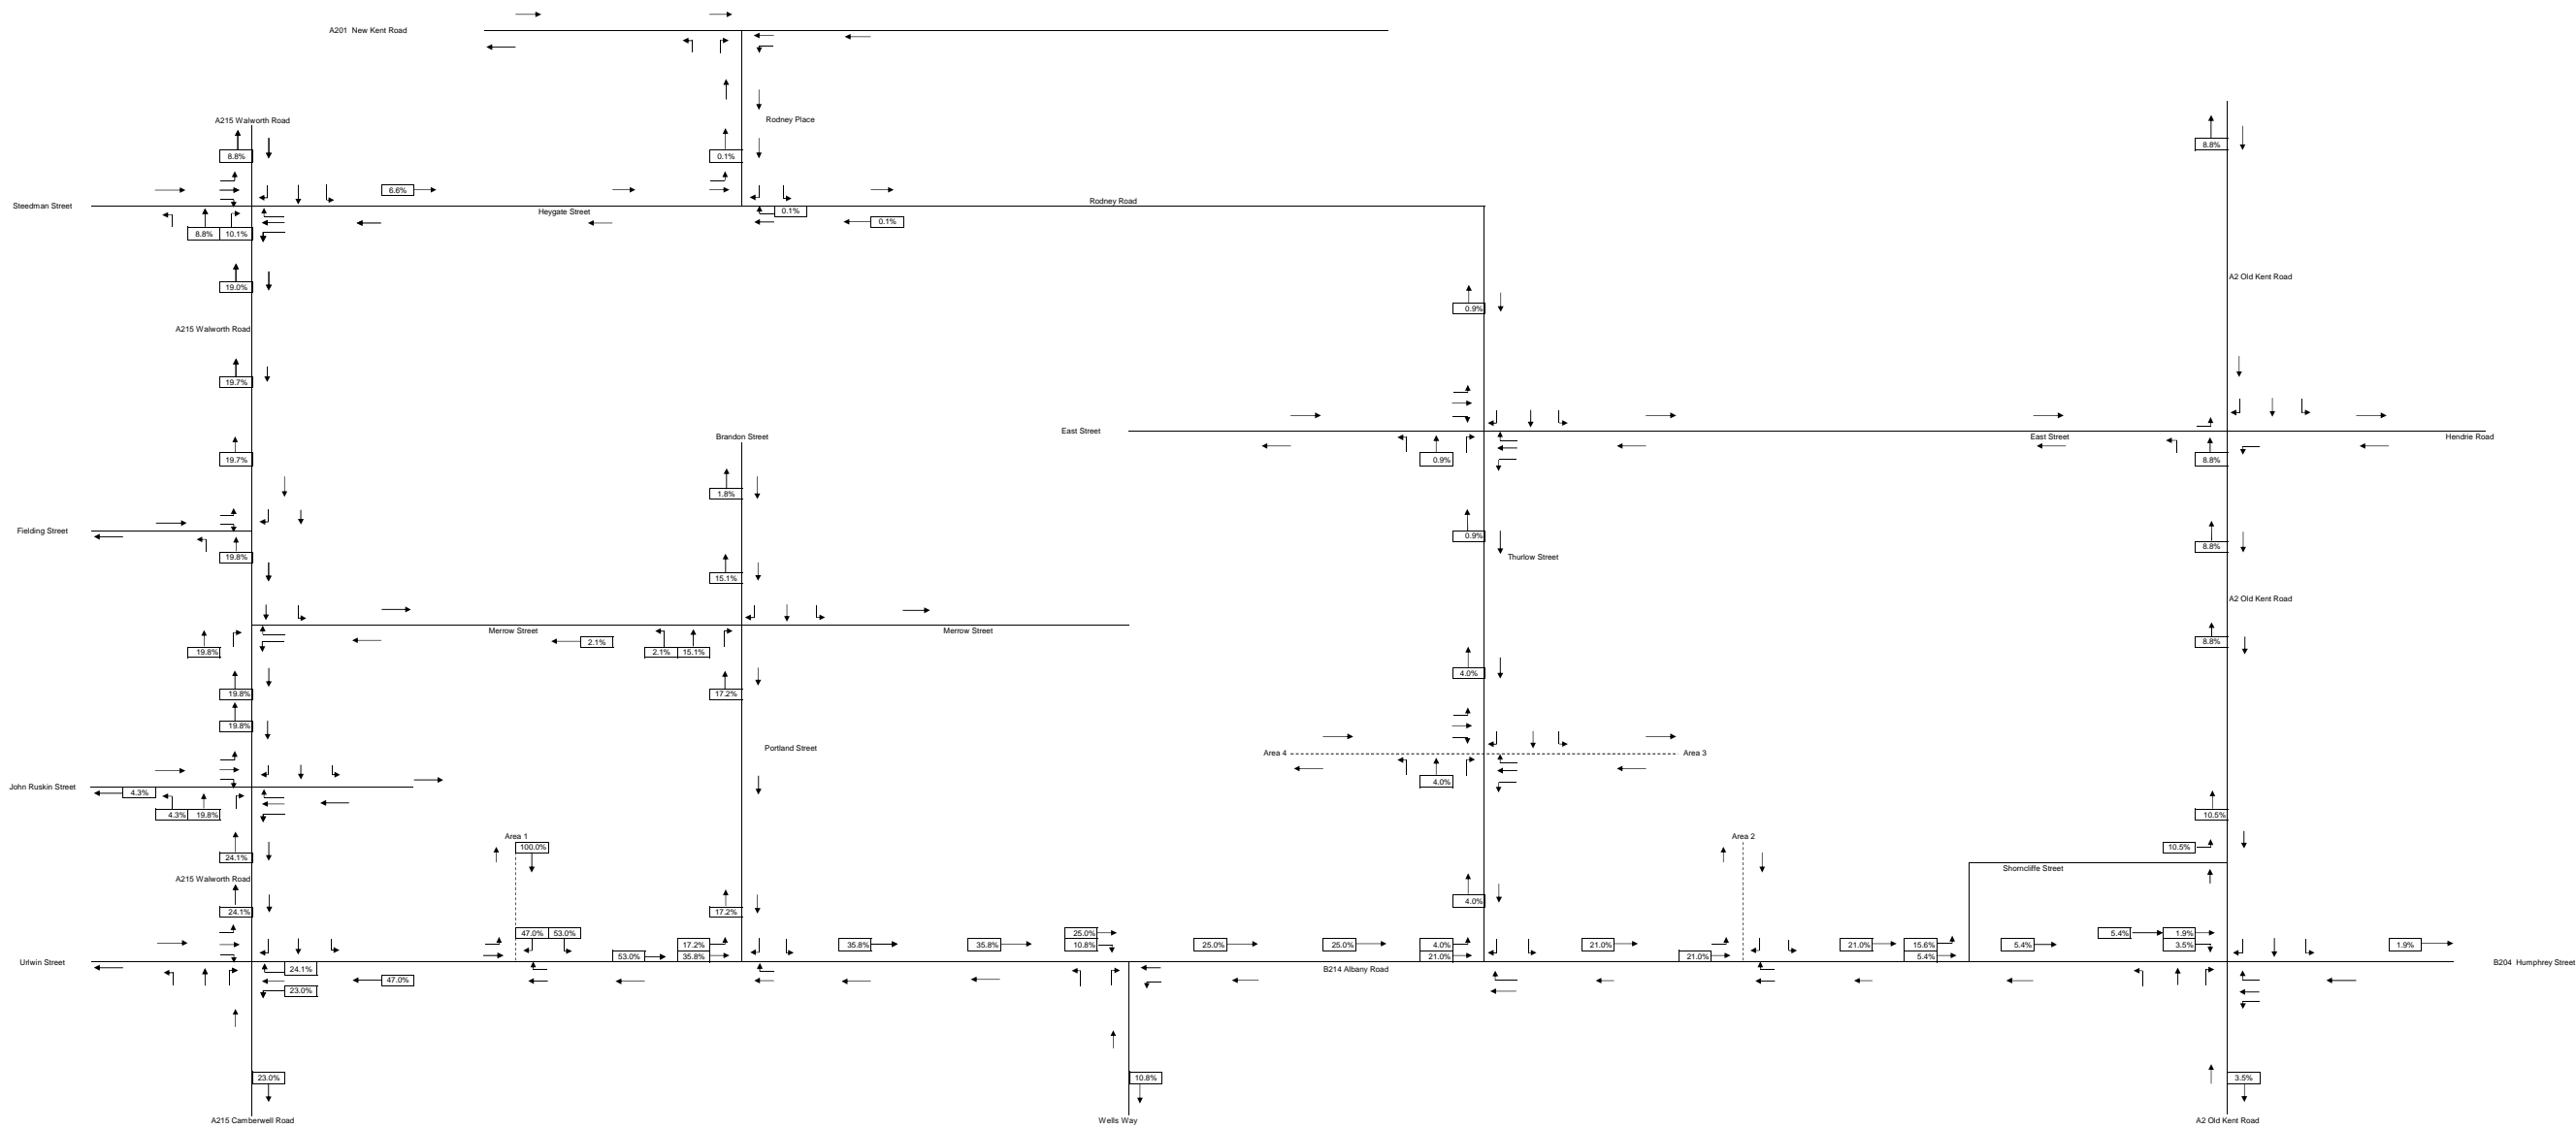 A201 New Kent Road
A215 Walworth Road
Rodney Place
8.8%
0.1%
8.8%
6.6%
Steedman Street
Heygate Street
Rodney Road
0.1%
0.1%
8.8% 10.1%
A2 Old Kent Road
19.0%
0.9%
A215 Walworth Road
19.7%
East Street
Brandon Street
East Street
Hendrie Road
19.7%
0.9%
8.8%
1.8%
Fielding Street
19.8%
0.9%
8.8%
Thurlow Street
15.1%
A2 Old Kent Road
Merrow Street
Merrow Street
2.1%
8.8%
19.8%
2.1% 15.1%
4.0%
19.8%
17.2%
19.8%
Portland Street
Area 4
Area 3
4.0%
John Ruskin Street
4.3%
4.3% 19.8%
10.5%
Area 1
Area 2
100.0%
10.5%
24.1%
Shorncliffe Street
A215 Walworth Road
4.0%
24.1%
17.2%
47.0% 53.0%
25.0%
5.4%
1.9%
17.2%
35.8%
35.8%
10.8%
25.0%
25.0%
4.0%
21.0%
21.0%
15.6%
5.4%
3.5%
1.9%
53.0%
35.8%
21.0%
21.0%
5.4%
Urlwin Street
24.1%
B214 Albany Road
B204 Humphrey Street
47.0%
23.0%
23.0%
10.8%
3.5%
A215 Camberwell Road
Wells Way
A2 Old Kent Road